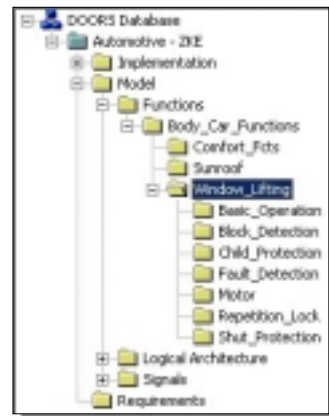 DOORS Database
Automotive - ZKE
Implementation
Model
Functions
Body_Car_Functions
Comfort_Fcts
Sunroof
Window_Lifting
Basic_Operation
Block_Detection
Child_Protection
Fault_Detection
Motor
Repetition_Lock
Shut_Protection
Logical Architecture
Signals
Requirements